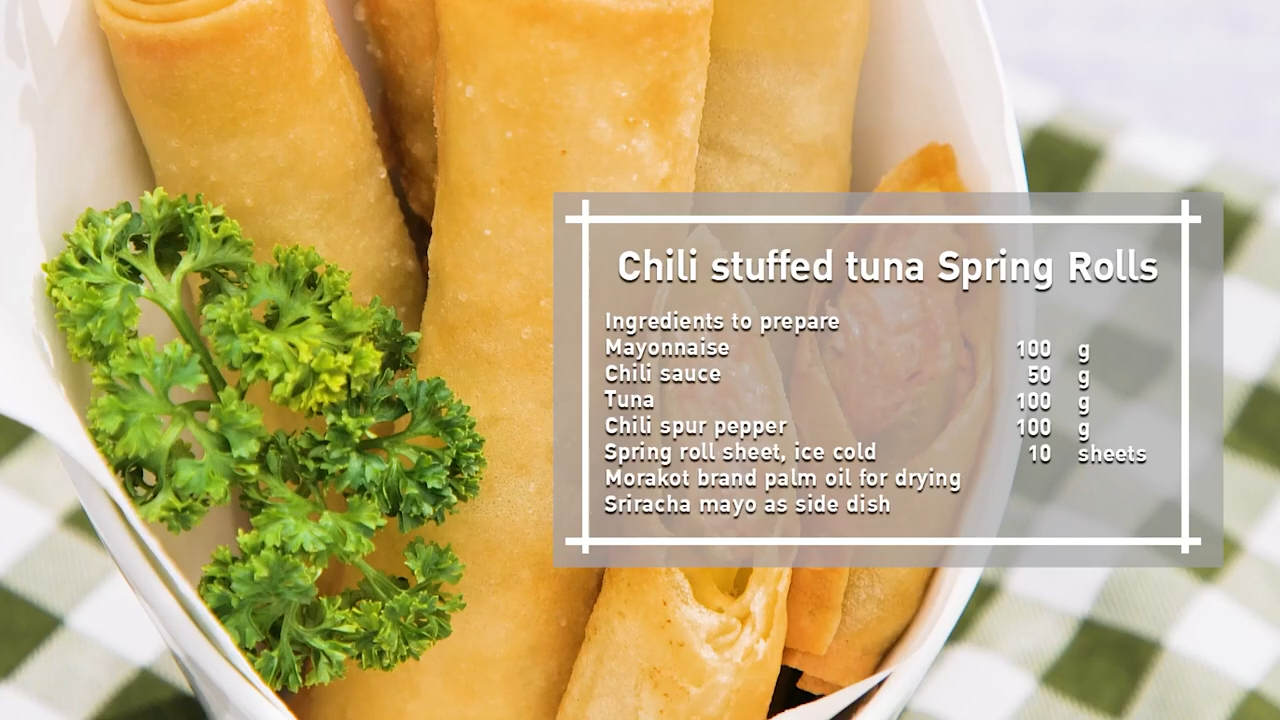 Chili stuffed tuna Spring Rolls
Ingredients to prepare
Mayonnaise 100 g
Chili sauce 50 g
Tuna 100 g
Chili spur pepper 100 g
Spring roll sheet, ice cold 10 sheets
Morakot brand palm oil for drying
Sriracha mayo as side dish